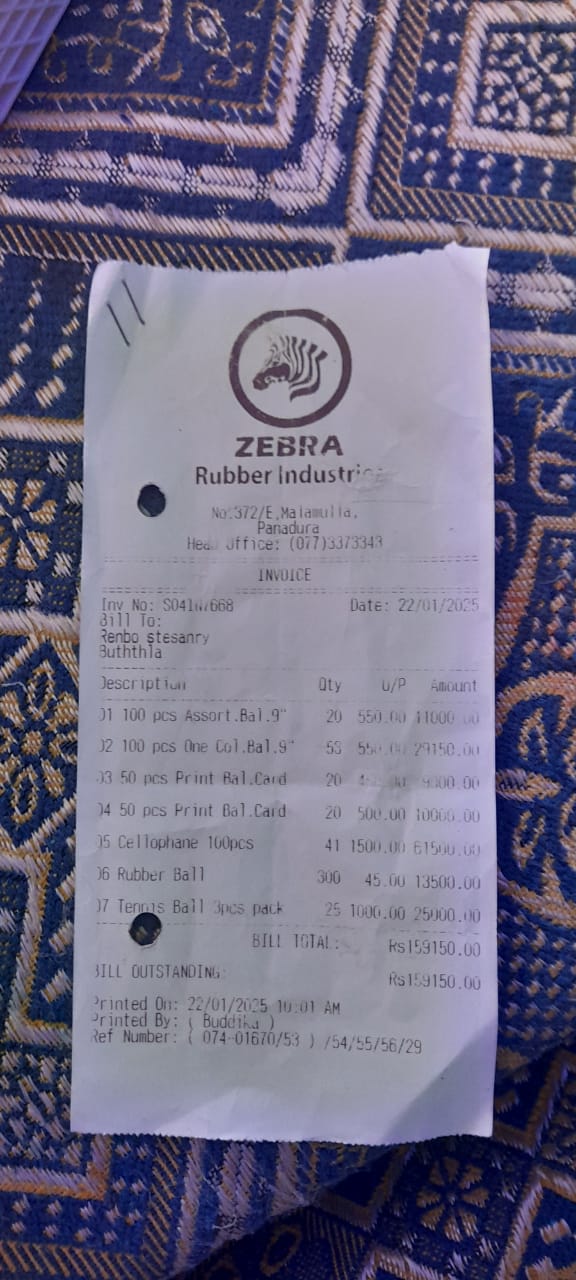 11
ZEBRA
Rubber Industries
No:372/E,Malamulla,
Panadura
Head Office: (077)3373343
INVOICE
Inv No: Date: 22/01/2025
Bill To:
Renbo stesanry
Buththla
Description Qty U/P Amount
01 100 pcs Assort.Bal.9" 20 550.00 11000.00
02 100 pcs One Col.Bal.9" 53 550.00 29150.00
03 50 pcs Print Bal.Card 20 9000.00
04 50 pcs Print Bal.Card 20 500.00 10000.00
05 Cellophane 100pcs 41 1500.00 61500.00
06 Rubber Ball 300 45.00 13500.00
07 Tennis Ball 3pcs pack 25 1000.00 25000.00
BILL TOTAL: Rs159150.00
BILL OUTSTANDING: Rs159150.00
Printed On: 22/01/2025 10:01 AM
Printed By: ( Buddika )
Ref Number: ( 074-01670/53 ) /54/55/56/29